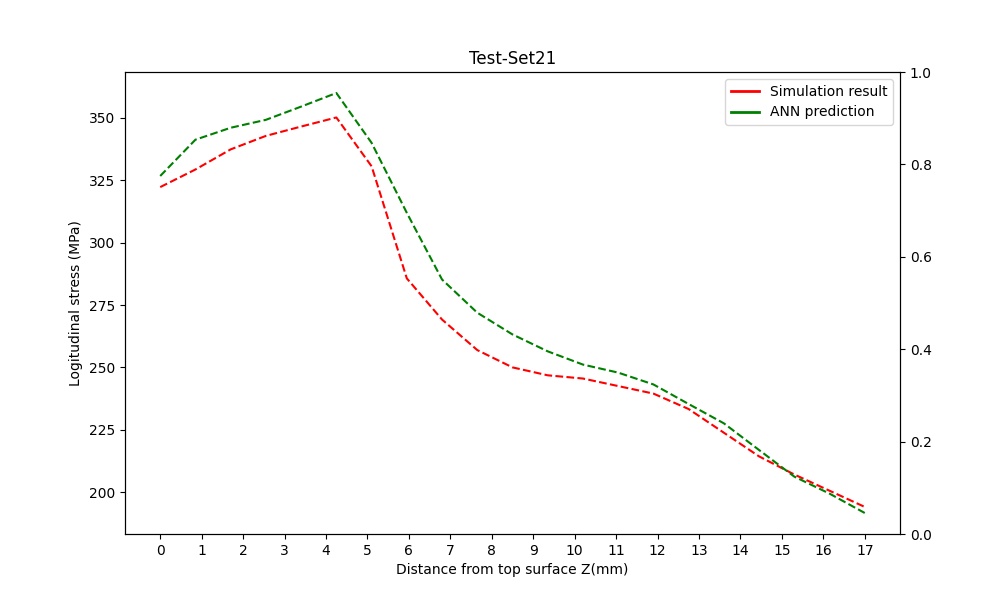 Test-Set21
Simulation result
ANN prediction
Logitudinal stress (MPa)
350
325
300
275
250
225
200
1.0
0.8
0.6
0.4
0.2
0.0
0 1 2 3 4 5 6 7 8 9 10 11 12 13 14 15 16 17
Distance from top surface Z(mm)